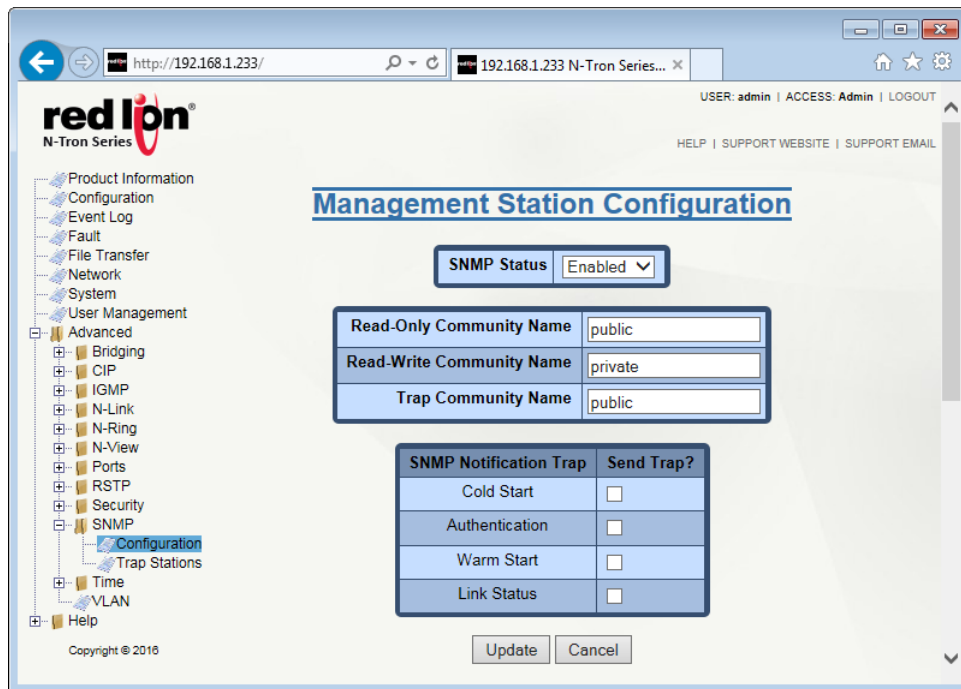 http://192.168.1.233/
192.168.1.233 N-Tron Series...
USER: admin | ACCESS: Admin | LOGOUT
red lion®
N-Tron Series
HELP | SUPPORT WEBSITE | SUPPORT EMAIL
Product Information
Configuration
Event Log
Fault
File Transfer
Network
System
User Management
Advanced
Bridging
CIP
IGMP
N-Link
N-Ring
N-View
Ports
RSTP
Security
SNMP
Configuration
Trap Stations
Time
VLAN
Help
Copyright © 2016
Management Station Configuration
SNMP Status Enabled
Read-Only Community Name public
Read-Write Community Name private
Trap Community Name public
SNMP Notification Trap Send Trap?
Cold Start
Authentication
Warm Start
Link Status
Update Cancel